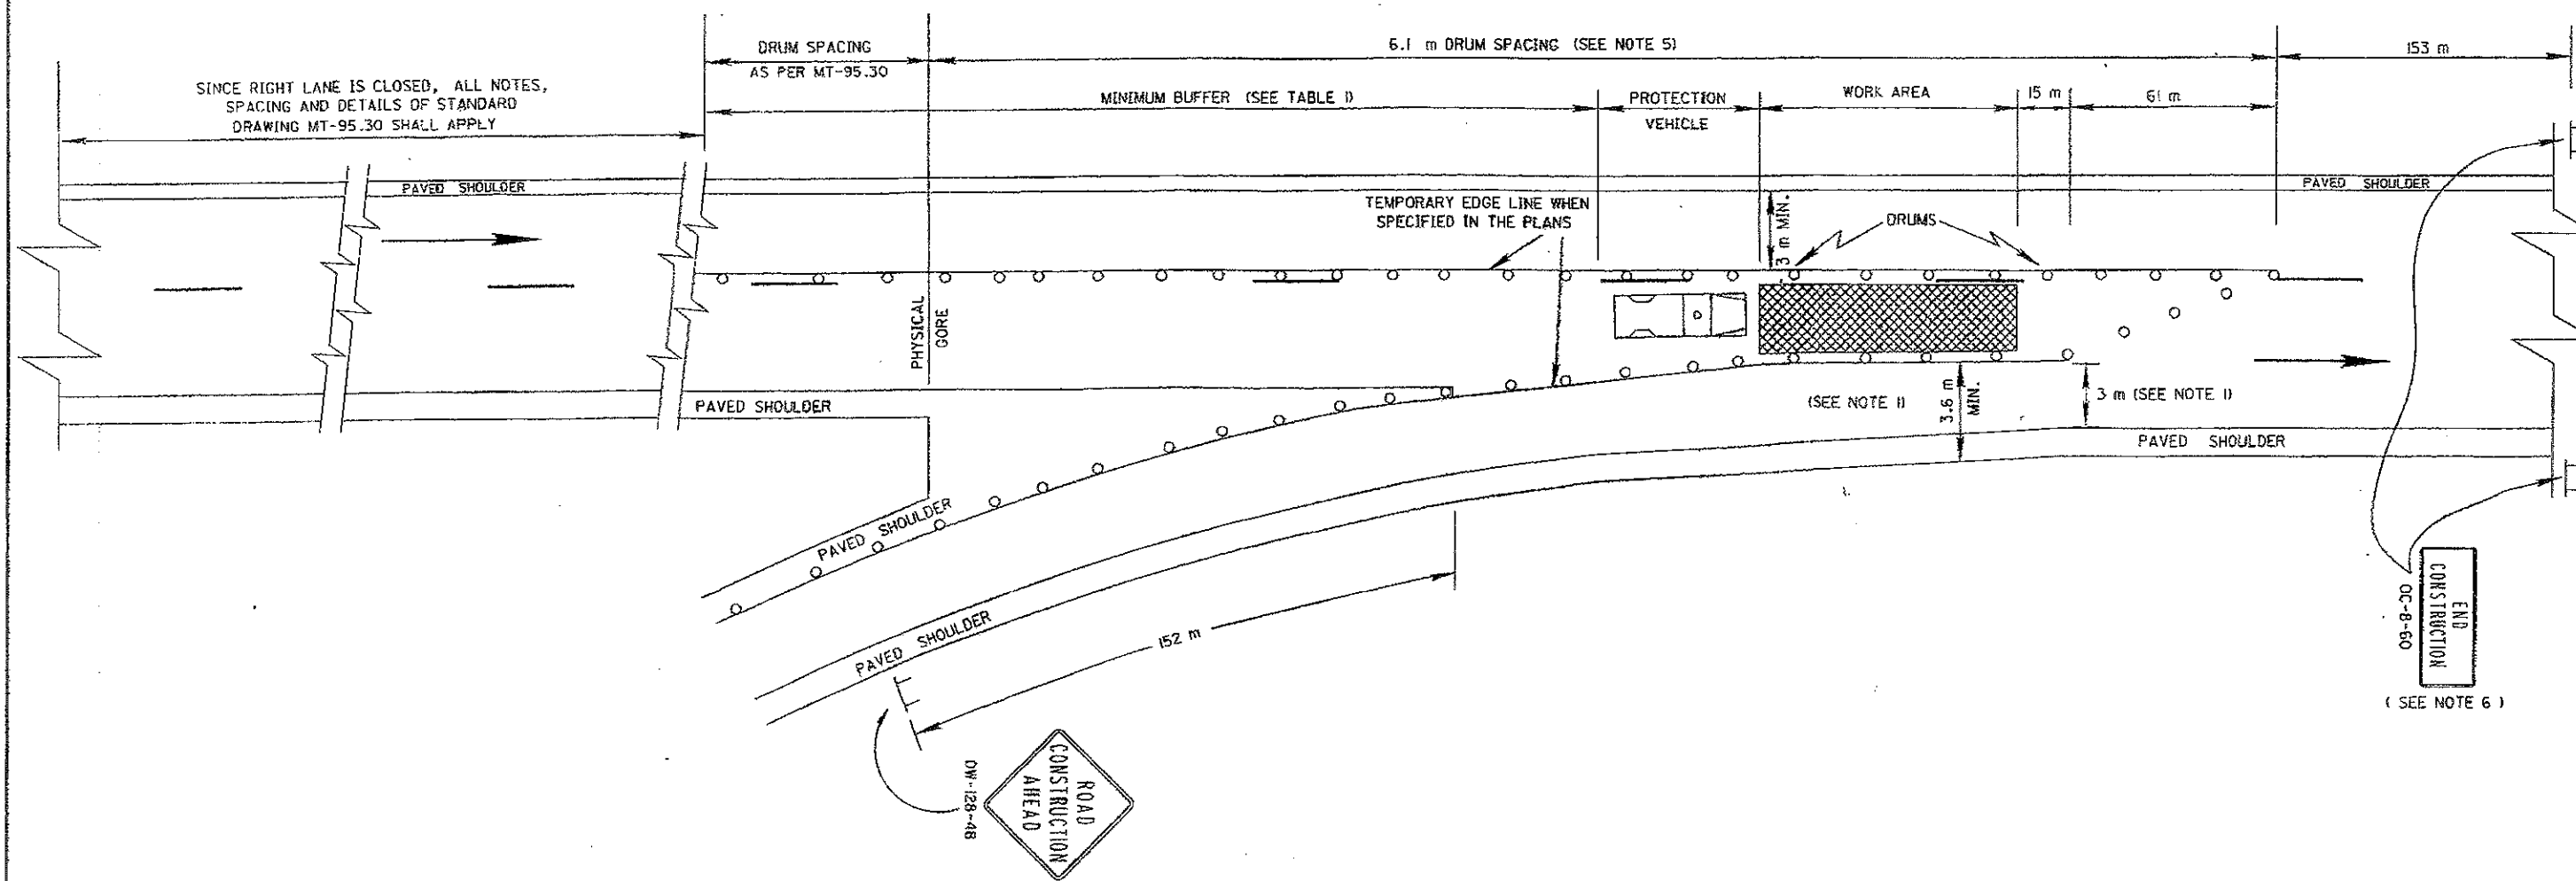 DRUM SPACING
AS PER MT-95.30
6.1 m DRUM SPACING (SEE NOTE 5)
153 m
SINCE RIGHT LANE IS CLOSED, ALL NOTES,
SPACING AND DETAILS OF STANDARD
DRAWING MT-95.30 SHALL APPLY
MINIMUM BUFFER (SEE TABLE I)
PROTECTION
VEHICLE
WORK AREA
15 m
61 m
PAVED SHOULDER
PAVED SHOULDER
TEMPORARY EDGE LINE WHEN
SPECIFIED IN THE PLANS
3 m MIN.
DRUMS
PHYSICAL
GORE
PAVED SHOULDER
(SEE NOTE 1)
3.6 m
MIN.
3 m (SEE NOTE 1)
PAVED SHOULDER
PAVED SHOULDER
PAVED SHOULDER
152 m
END
CONSTRUCTION
OC-8-60
(SEE NOTE 6)
ROAD
CONSTRUCTION
AHEAD
OW-128-48